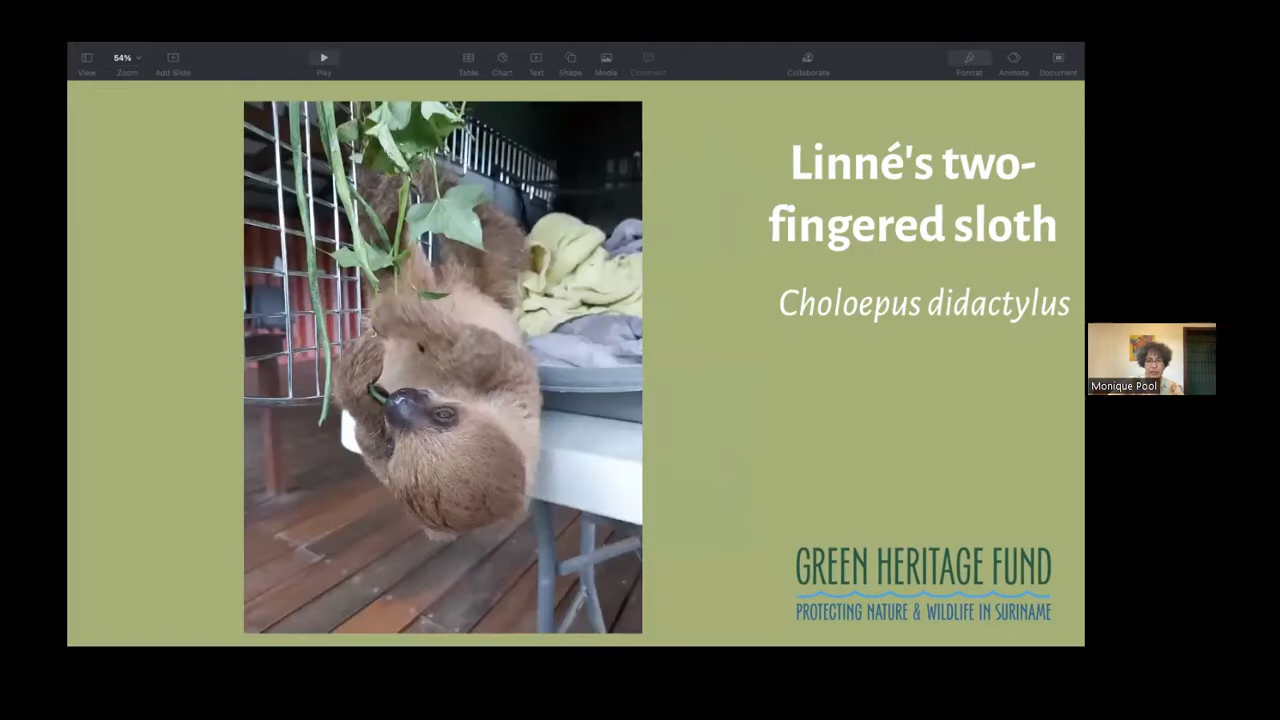 54%
View
Zoom
Add Slide
Play
Table
Chart
Text
Shape
Media
Comment
Collaborate
Format
Animate
Document
Linné's two-
fingered sloth
Choloepus didactylus
Monique Pool
GREEN HERITAGE FUND
PROTECTING NATURE & WILDLIFE IN SURINAME